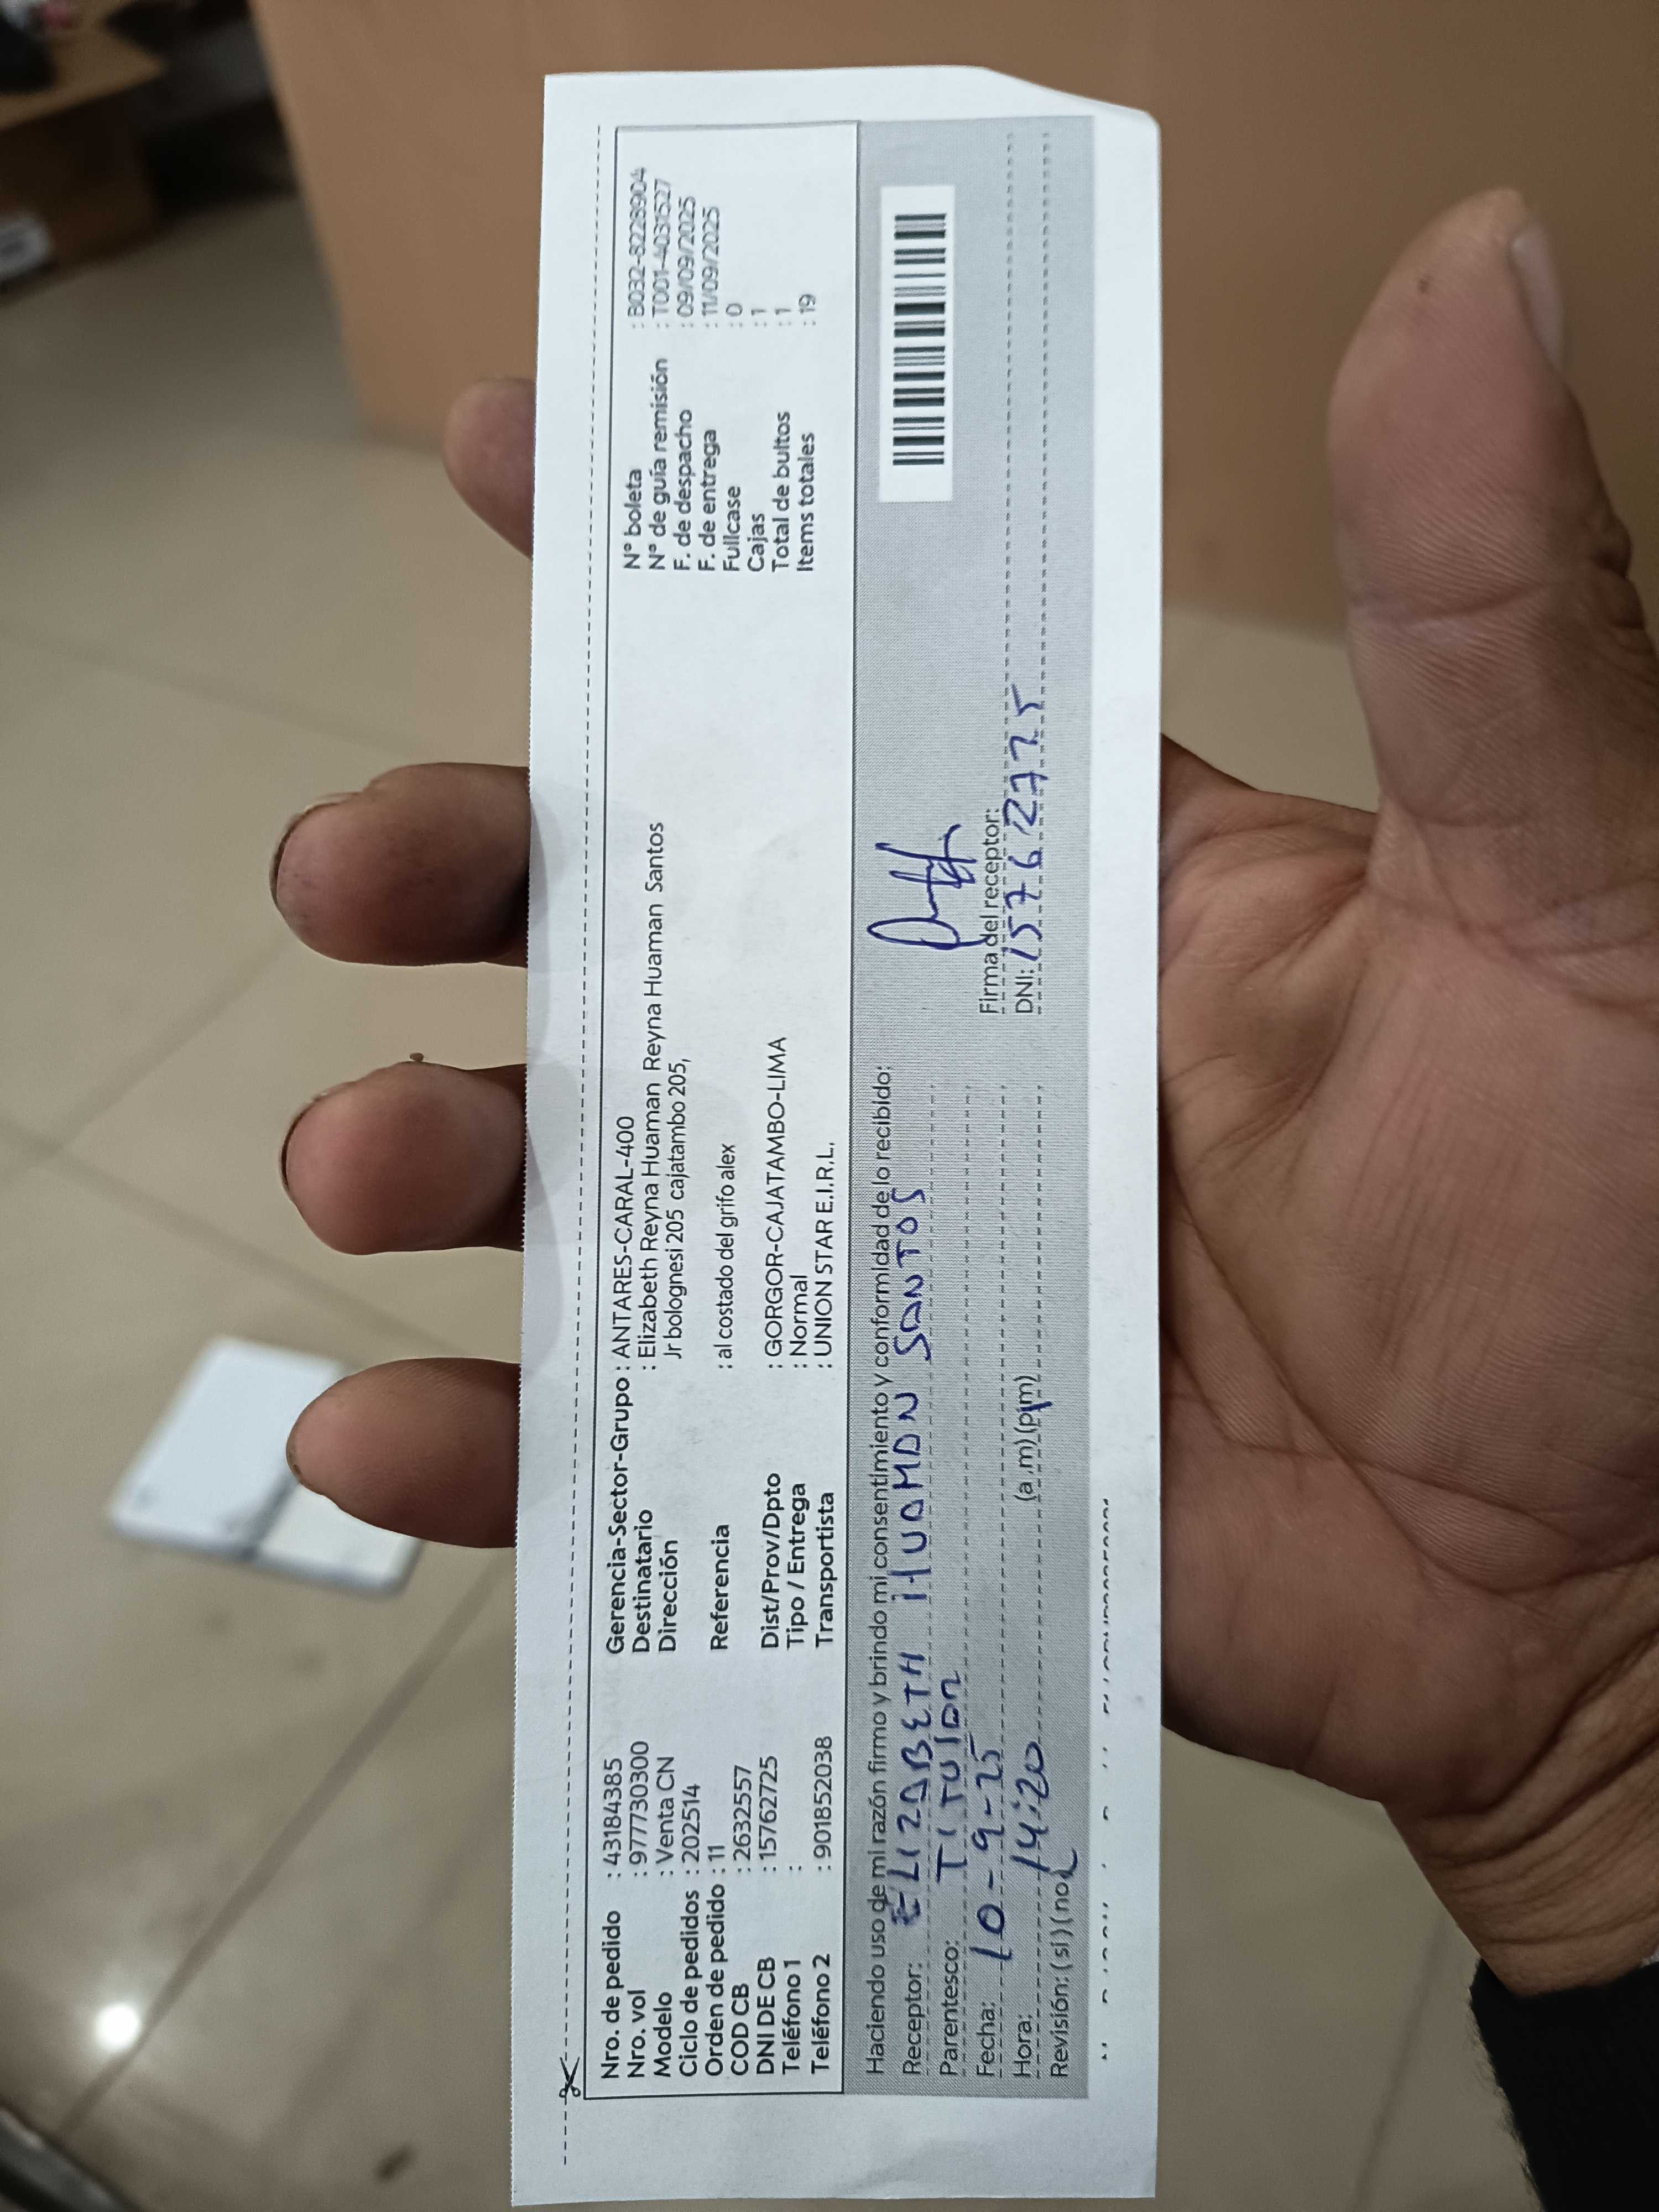 Nro. de pedido : 43184385
Nro. vol : 977730300
Modelo : Venta CN
Ciclo de pedidos : 202514
Orden de pedido : 11
COD CB : 2632557
DNI DE CB : 15762725
Teléfono 1 :
Teléfono 2 : 901852038
Gerencia-Sector-Grupo : ANTARES-CARAL-400
Destinatario : Elizabeth Reyna Huaman Reyna Huaman Santos
Dirección Jr bolognesi 205 cajatambo 205,
Referencia : al costado del grifo alex
Dist/Prov/Dpto : GORGOR-CAJATAMBO-LIMA
Tipo / Entrega : Normal
Transportista : UNION STAR E.I.R.L.
N° boleta : B032-8228904
N° de guía remisión : T001-4031527
F. de despacho : 09/09/2025
F. de entrega : 11/09/2025
Fullcase : 0
Cajas : 1
Total de bultos : 1
Items totales : 19
Haciendo uso de mi razón firmo y brindo mi consentimiento y conformidad de lo recibido:
Receptor: ELIZABETH HUAMAN SANTOS
Parentesco: TITULAR
Fecha: 10-9-25
Hora: 14:20 (a.m) (p.m)
Revisión: (sí) (no)
Firma del receptor:
DNI: 15762725